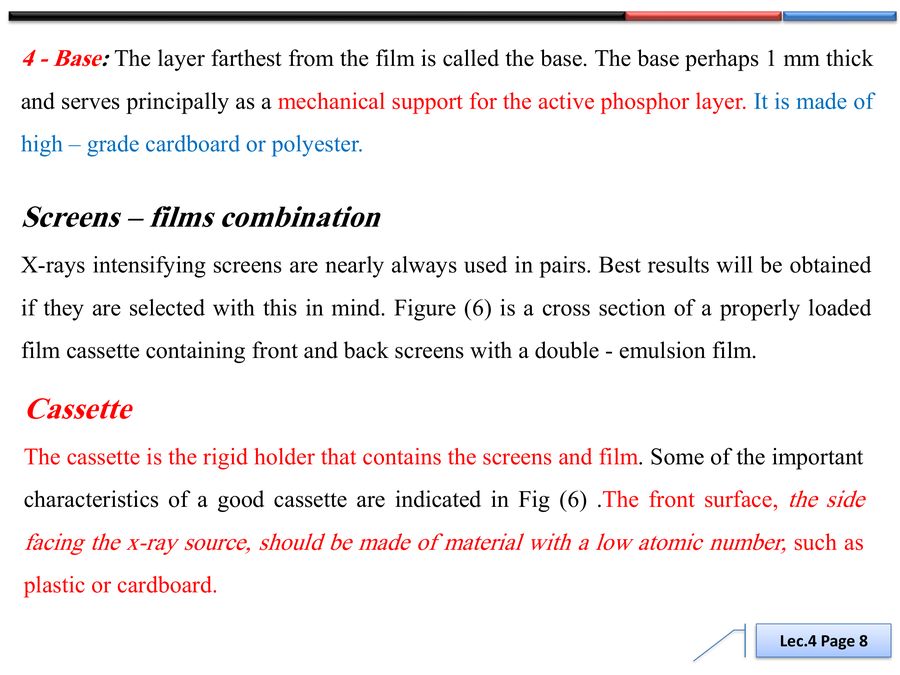 4 - Base: The layer farthest from the film is called the base. The base perhaps 1 mm thick
and serves principally as a mechanical support for the active phosphor layer. It is made of
high – grade cardboard or polyester.
Screens – films combination
X-rays intensifying screens are nearly always used in pairs. Best results will be obtained
if they are selected with this in mind. Figure (6) is a cross section of a properly loaded
film cassette containing front and back screens with a double - emulsion film.
Cassette
The cassette is the rigid holder that contains the screens and film. Some of the important
characteristics of a good cassette are indicated in Fig (6) .The front surface, the side
facing the x-ray source, should be made of material with a low atomic number, such as
plastic or cardboard.
Lec.4 Page 8